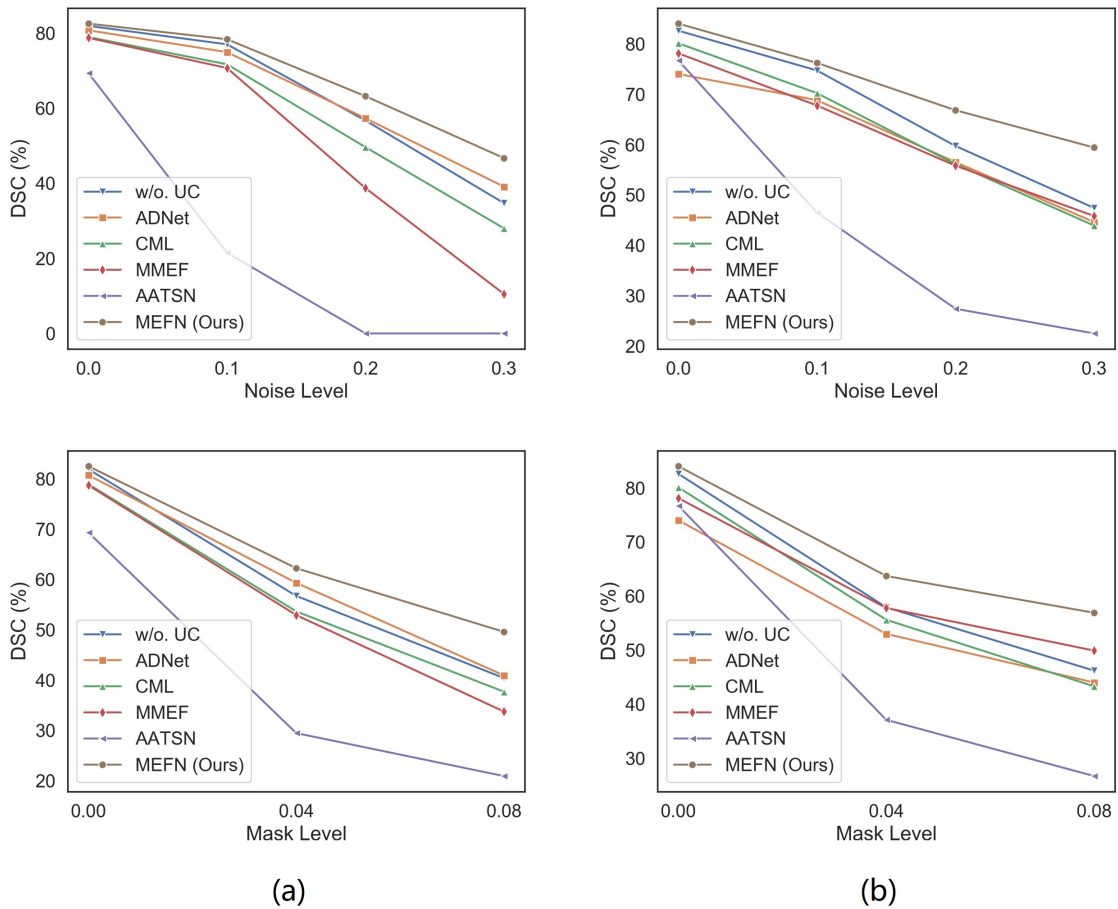 80
60
40
20
0
DSC (%)
w/o. UC
ADNet
CML
MMEF
AATSN
MEFN (Ours)
0.0 0.1 0.2 0.3
Noise Level
80
70
60
50
40
30
20
DSC (%)
w/o. UC
ADNet
CML
MMEF
AATSN
MEFN (Ours)
0.0 0.1 0.2 0.3
Noise Level
80
70
60
50
40
30
20
DSC (%)
w/o. UC
ADNet
CML
MMEF
AATSN
MEFN (Ours)
0.00 0.04 0.08
Mask Level
80
70
60
50
40
30
DSC (%)
w/o. UC
ADNet
CML
MMEF
AATSN
MEFN (Ours)
0.00 0.04 0.08
Mask Level
(a) (b)